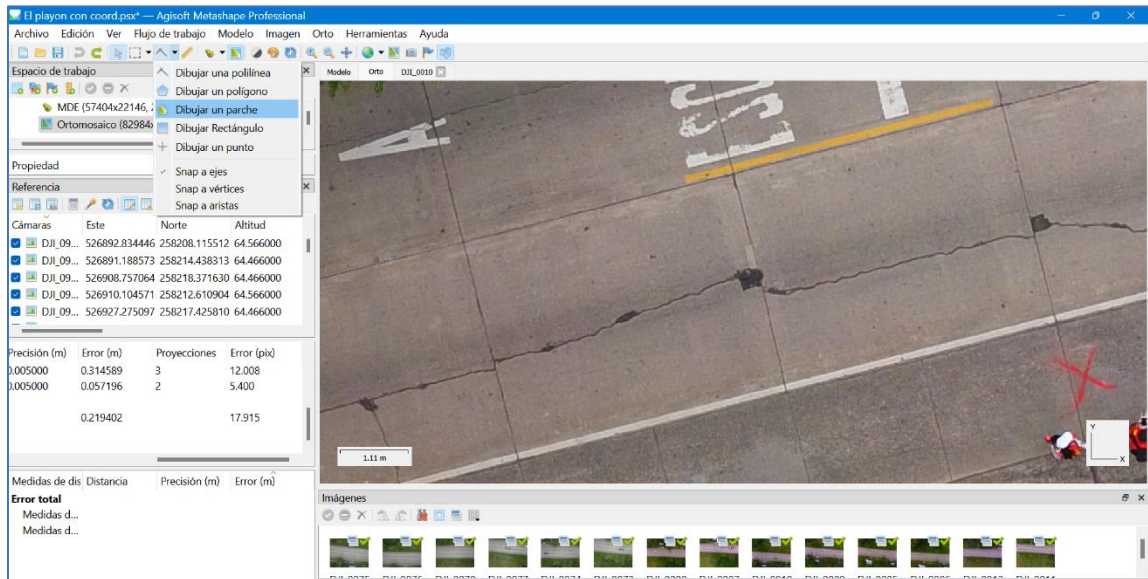 El playon con coord.psx* — Agisoft Metashape Professional
Archivo Edición Ver Flujo de trabajo Modelo Imagen Orto Herramientas Ayuda
Espacio de trabajo
MDE (57404x22146, 
Ortomosaico (82984x
Propiedad
Referencia
Cámaras Este Norte Altitud
DJI_09... 526892.834446 258208.115512 64.566000
DJI_09... 526891.188573 258214.438313 64.466000
DJI_09... 526908.757064 258218.371630 64.466000
DJI_09... 526910.104571 258212.610904 64.566000
DJI_09... 526927.275097 258217.425810 64.466000
Precisión (m) Error (m) Proyecciones Error (pix)
0.005000 0.314589 3 12.008
0.005000 0.057196 2 5.400
0.219402 17.915
Medidas de dis Distancia Precisión (m) Error (m)
Error total
Medidas d...
Medidas d...
Dibujar una polilínea
Dibujar un polígono
Dibujar un parche
Dibujar Rectángulo
Dibujar un punto
Snap a ejes
Snap a vértices
Snap a aristas
Modelo Orto DJI_0010
A
1.11 m
Y
X
Imágenes